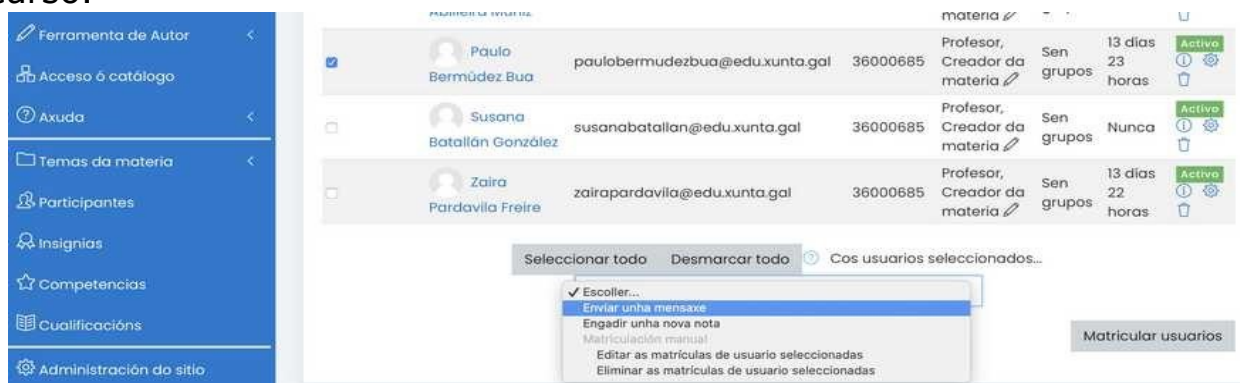 curso.
Ferramenta de Autor
Acceso ó catálogo
Axuda
Temas da materia
Participantes
Insignias
Competencias
Cualificacións
Administración do sitio
materia
Paulo Bermúdez Bua paulobermudezbua@edu.xunta.gal 36000685 Profesor, Creador da materia Sen grupos 13 días 23 horas Activo
Susana Batallán González susanabatallan@edu.xunta.gal 36000685 Profesor, Creador da materia Sen grupos Nunca Activo
Zaira Pardavila Freire zairapardavila@edu.xunta.gal 36000685 Profesor, Creador da materia Sen grupos 13 días 22 horas Activo
Seleccionar todo Desmarcar todo Cos usuarios seleccionados...
Escoller...
Enviar unha mensaxe
Engadir unha nova nota
Matriculación manual
Editar as matrículas de usuario seleccionadas
Eliminar as matrículas de usuario seleccionadas
Matricular usuarios